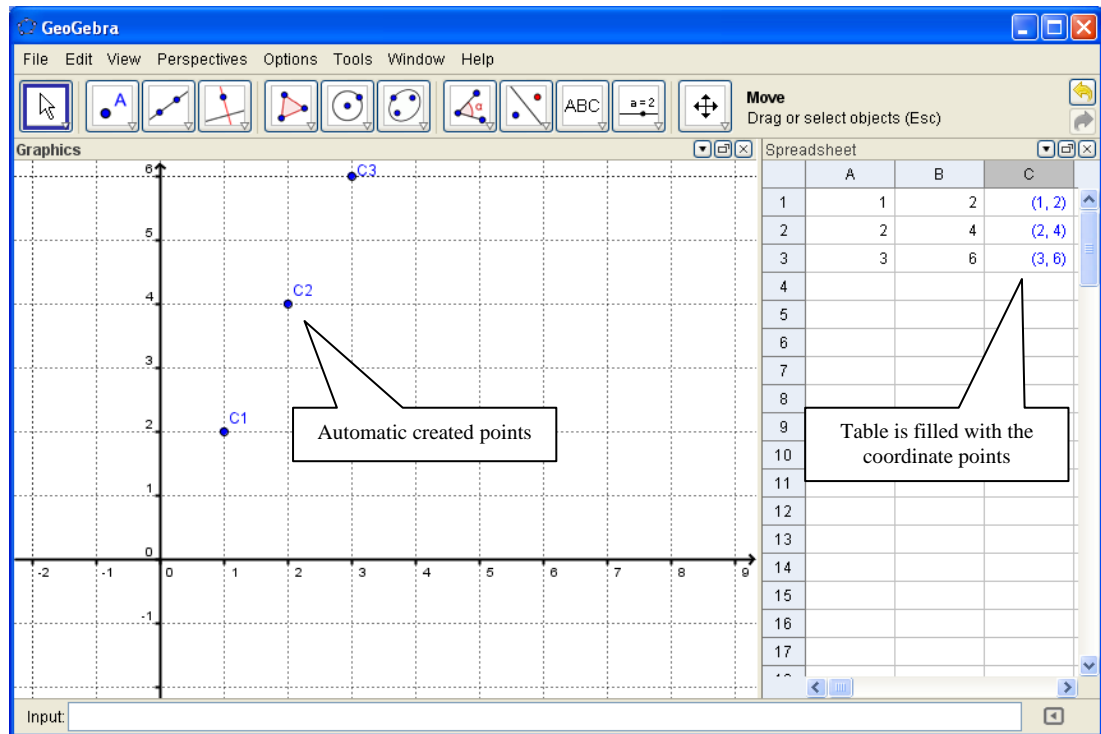 GeoGebra
File Edit View Perspectives Options Tools Window Help
A
α
ABC
a=2
Move
Drag or select objects (Esc)
Graphics
Spreadsheet
6
5
4
3
2
1
0
-1
-2 -1 0 1 2 3 4 5 6 7 8 9
C3
C2
C1
Automatic created points
A B C
1 1 2 (1, 2)
2 2 4 (2, 4)
3 3 6 (3, 6)
4
5
6
7
8
9
10
11
12
13
14
15
16
17
Table is filled with the
coordinate points
Input: